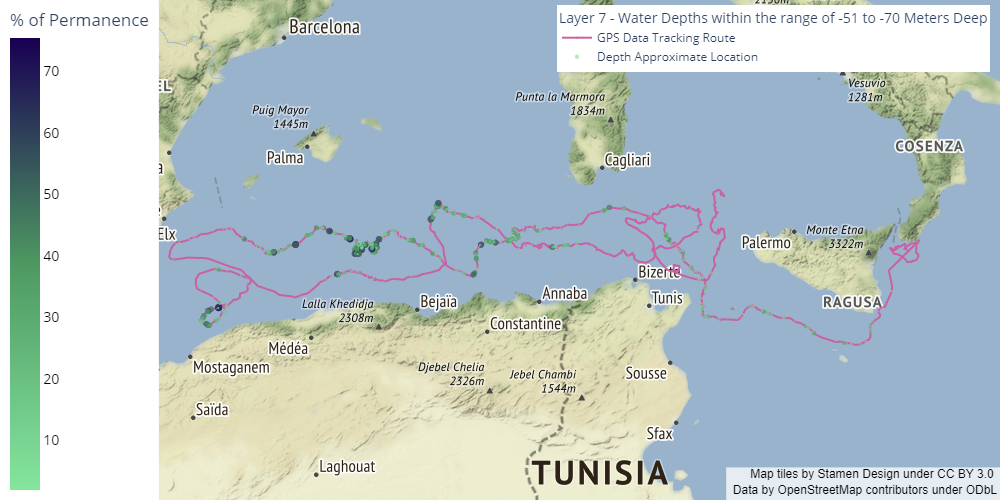 % of Permanence
70
60
50
40
30
20
10
Layer 7 - Water Depths within the range of -51 to -70 Meters Deep
GPS Data Tracking Route
Depth Approximate Location
Barcelona
EL
Puig Mayor
1445m
Palma
a
Elx
Punta la Marmora
1834m
Cagliari
Vesuvio
1281m
COSENZA
Palermo
Monte Etna
3322m
RAGUSA
Bizerte
Tunis
Lalla Khedidja
2308m
Bejaïa
Annaba
Constantine
Médéa
Mostaganem
Djebel Chelia
2326m
Jebel Chambi
1544m
Sousse
Saïda
Sfax
Laghouat
TUNISIA
Map tiles by Stamen Design under CC BY 3.0
Data by OpenStreetMap contributors under ODbL